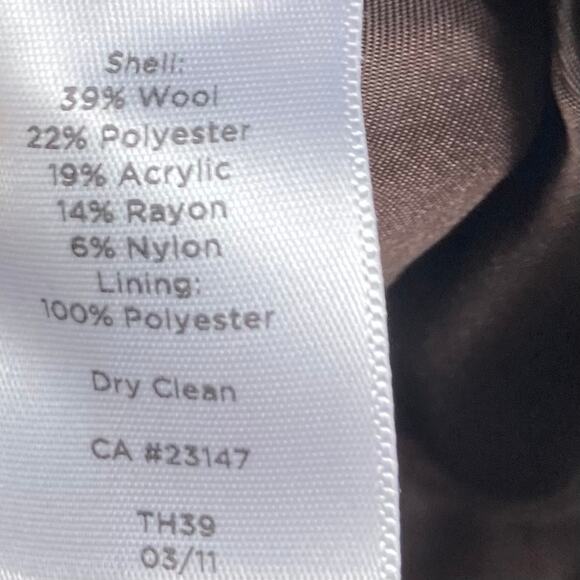 Shell:
39% Wool
22% Polyester
19% Acrylic
14% Rayon
6% Nylon
Lining:
100% Polyester
Dry Clean
CA #23147
TH39
03/11